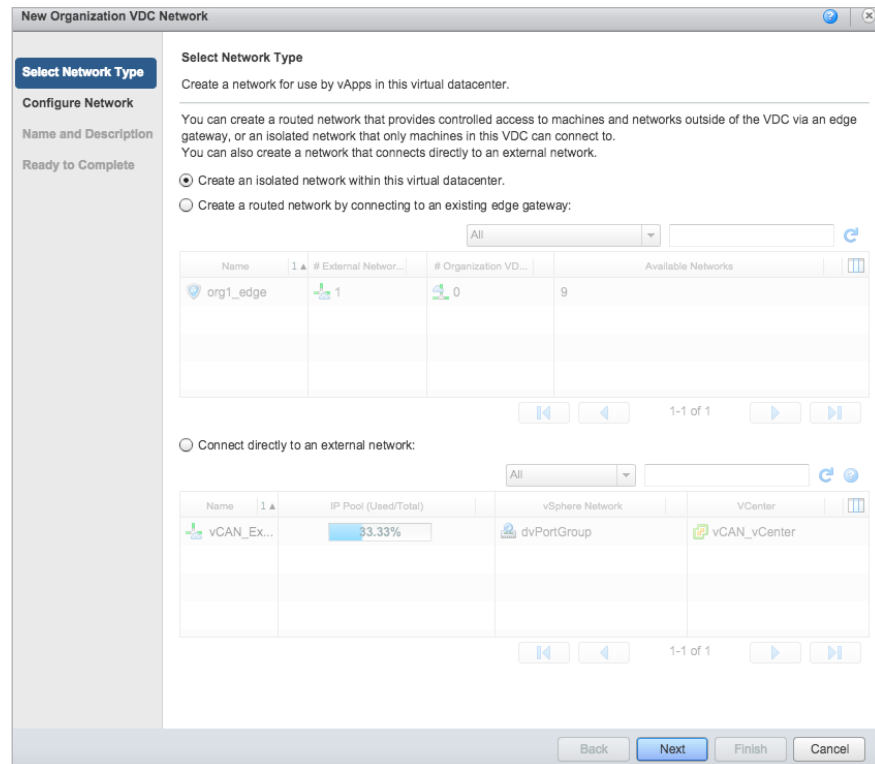 New Organization VDC Network
Select Network Type
Configure Network
Name and Description
Ready to Complete
Select Network Type
Create a network for use by vApps in this virtual datacenter.
You can create a routed network that provides controlled access to machines and networks outside of the VDC via an edge
gateway, or an isolated network that only machines in this VDC can connect to.
You can also create a network that connects directly to an external network.
Create an isolated network within this virtual datacenter.
Create a routed network by connecting to an existing edge gateway:
All
Name 1 ▲ # External Networ... # Organization VD... Available Networks
org1_edge 1 0 9
1-1 of 1
Connect directly to an external network:
All
Name 1 ▲ IP Pool (Used/Total) vSphere Network VCenter
vCAN_Ex... 33.33% dvPortGroup vCAN_vCenter
1-1 of 1
Back Next Finish Cancel